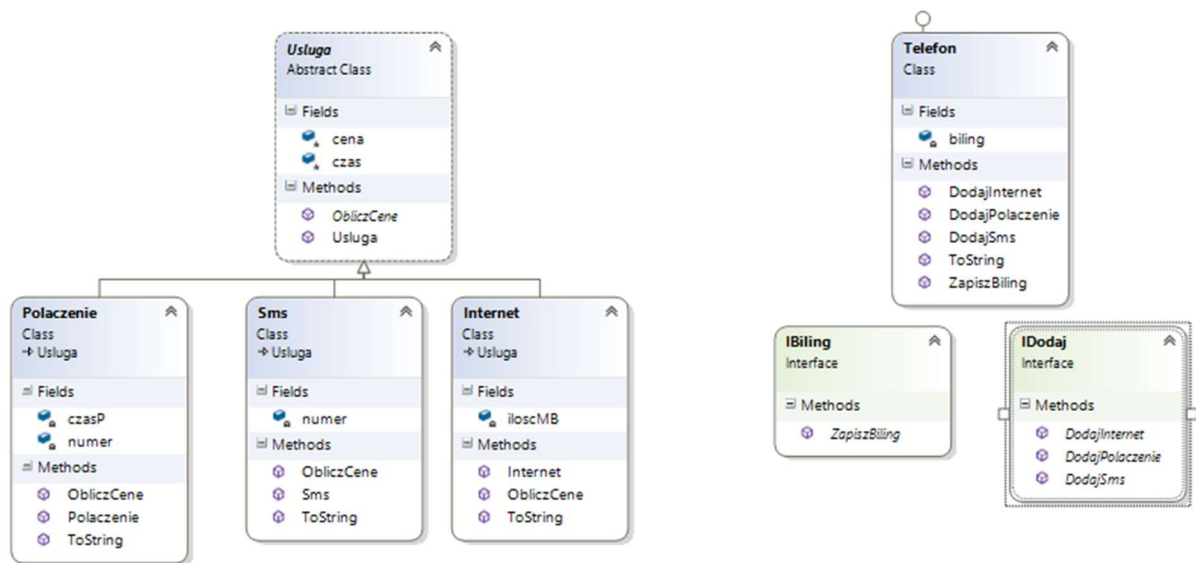 Usluga
Abstract Class
Fields
cena
czas
Methods
ObliczCene
Usluga
Polaczenie
Class
Usluga
Fields
czasP
numer
Methods
ObliczCene
Polaczenie
ToString
Sms
Class
Usluga
Fields
numer
Methods
ObliczCene
Sms
ToString
Internet
Class
Usluga
Fields
iloscMB
Methods
Internet
ObliczCene
ToString
Telefon
Class
Fields
biling
Methods
DodajInternet
DodajPolaczenie
DodajSms
ToString
ZapiszBiling
IBiling
Interface
Methods
ZapiszBiling
IDodaj
Interface
Methods
DodajInternet
DodajPolaczenie
DodajSms